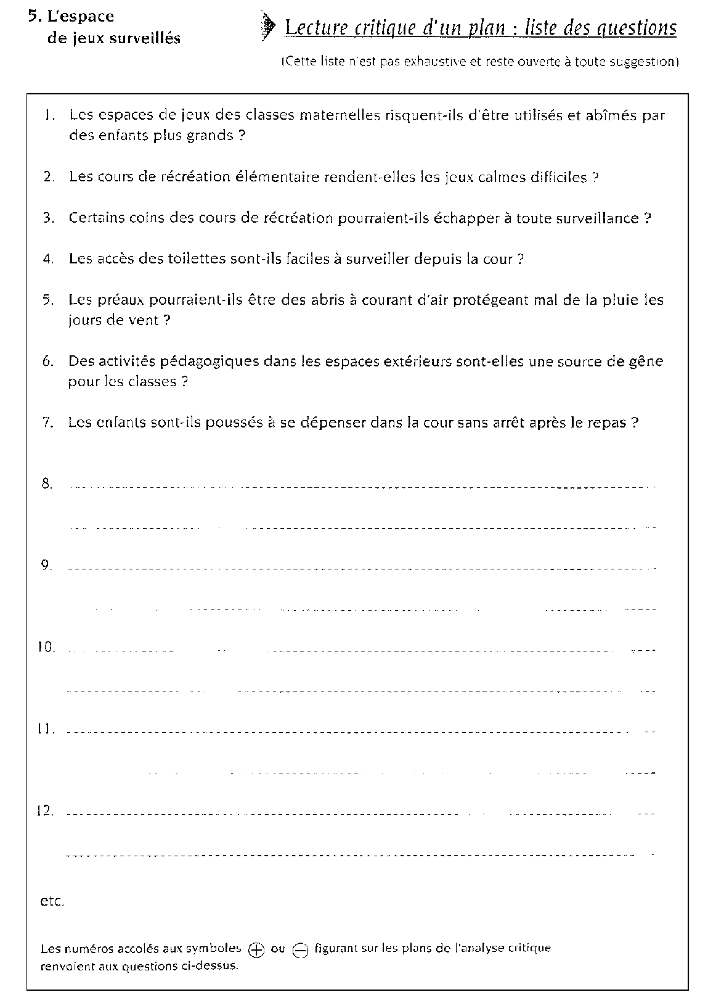 5. L'espace
de jeux surveillés
Lecture critique d'un plan : liste des questions
(Cette liste n'est pas exhaustive et reste ouverte à toute suggestion)
1. Les espaces de jeux des classes maternelles risquent-ils d'être utilisés et abîmés par
des enfants plus grands ?
2. Les cours de récréation élémentaire rendent-elles les jeux calmes difficiles ?
3. Certains coins des cours de récréation pourraient-ils échapper à toute surveillance ?
4. Les accès des toilettes sont-ils faciles à surveiller depuis la cour ?
5. Les préaux pourraient-ils être des abris à courant d'air protégeant mal de la pluie les
jours de vent ?
6. Des activités pédagogiques dans les espaces extérieurs sont-elles une source de gêne
pour les classes ?
7. Les enfants sont-ils poussés à se dépenser dans la cour sans arrêt après le repas ?
8.
9.
10.
11.
12.
etc.
Les numéros accolés aux symboles ⊕ ou ⊖ figurant sur les plans de l'analyse critique
renvoient aux questions ci-dessus.